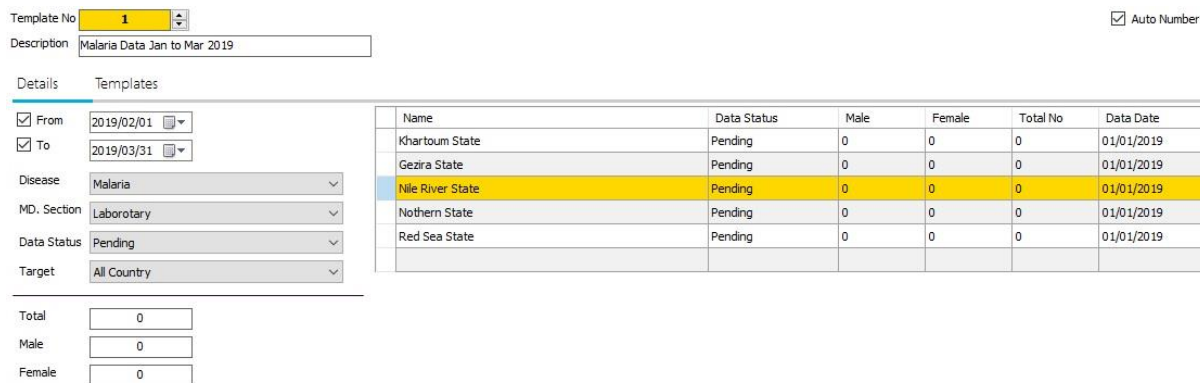 Template No 1 Auto Number
Description Malaria Data Jan to Mar 2019
Details Templates
From 2019/02/01
To 2019/03/31
Disease Malaria
MD. Section Laborotary
Data Status Pending
Target All Country
Total 0
Male 0
Female 0
Name Data Status Male Female Total No Data Date
Khartoum State Pending 0 0 0 01/01/2019
Gezira State Pending 0 0 0 01/01/2019
Nile River State Pending 0 0 0 01/01/2019
Nothern State Pending 0 0 0 01/01/2019
Red Sea State Pending 0 0 0 01/01/2019